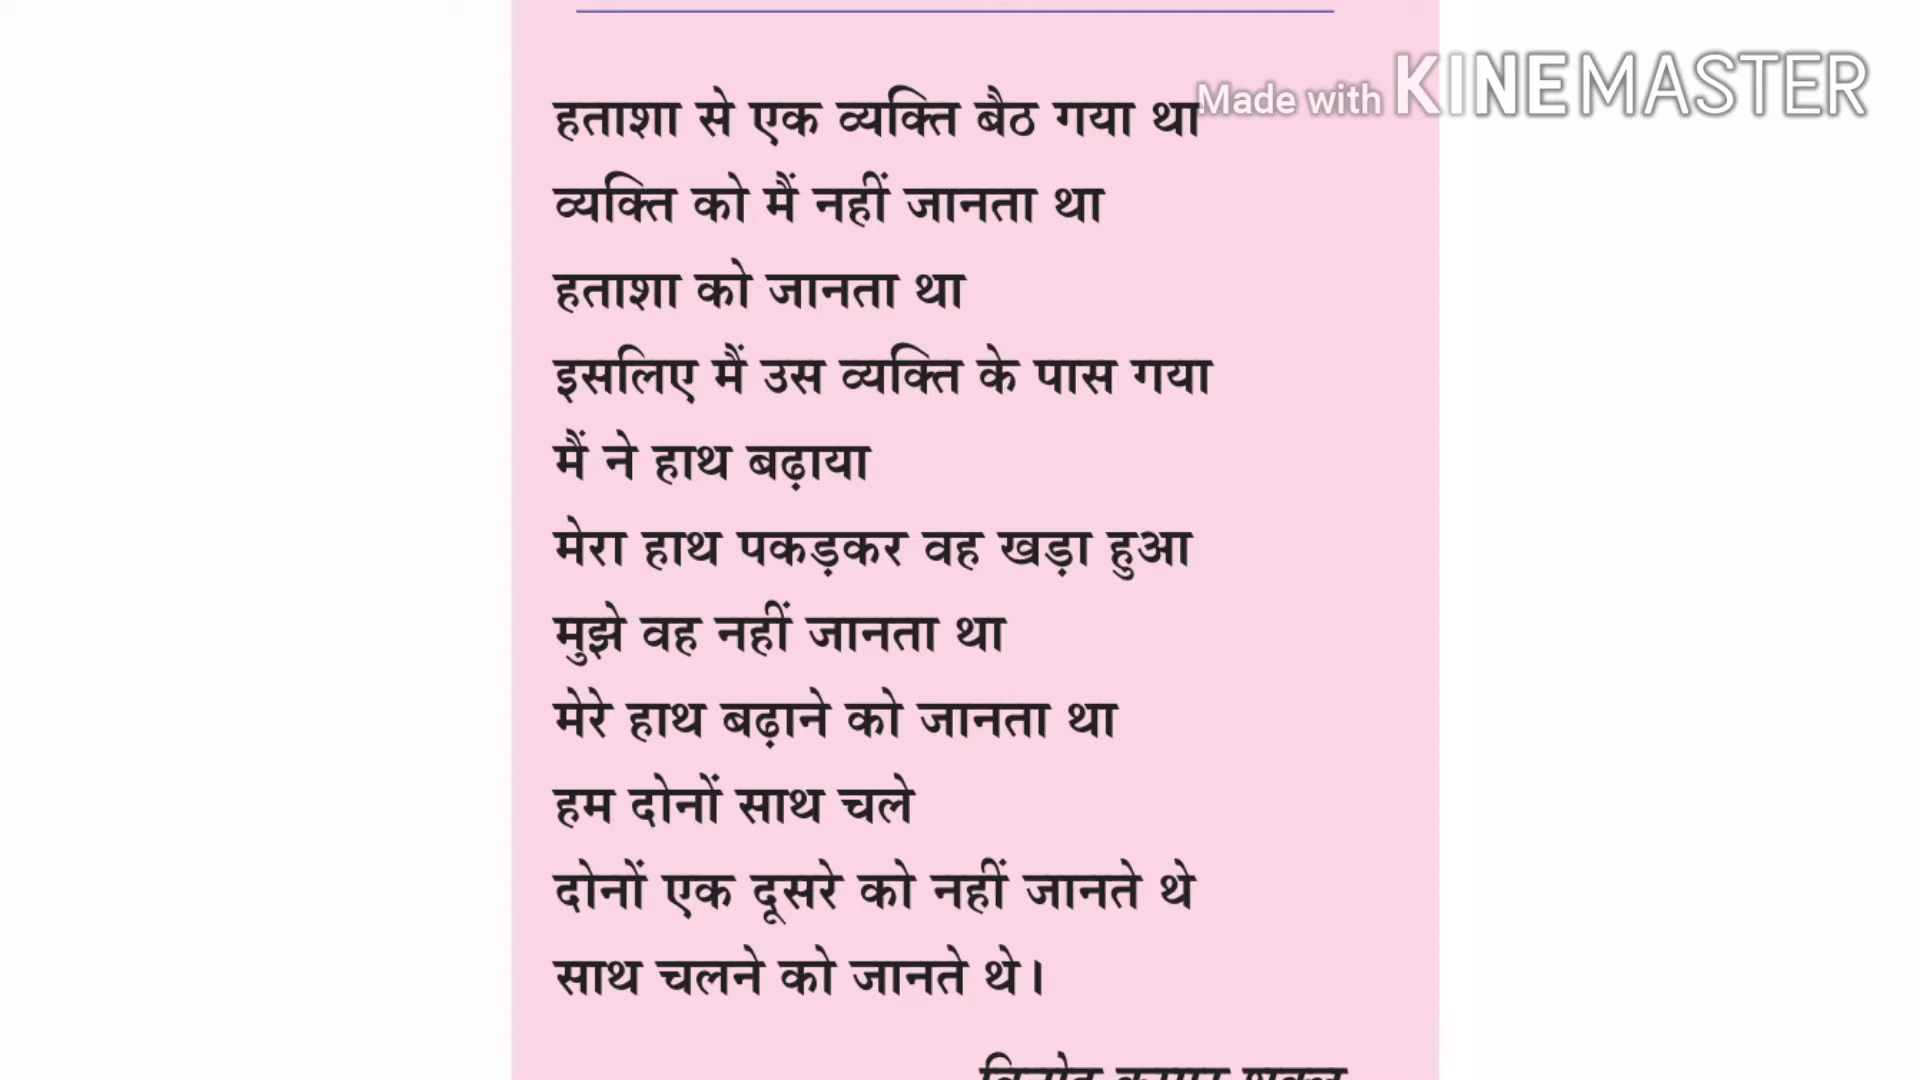 Made with KINEMASTER
हताशा से एक व्यक्ति बैठ गया था
व्यक्ति को मैं नहीं जानता था
हताशा को जानता था
इसलिए मैं उस व्यक्ति के पास गया
मैं ने हाथ बढ़ाया
मेरा हाथ पकड़कर वह खड़ा हुआ
मुझे वह नहीं जानता था
मेरे हाथ बढ़ाने को जानता था
हम दोनों साथ चले
दोनों एक दूसरे को नहीं जानते थे
साथ चलने को जानते थे।
विनोद कुमार शुक्ल